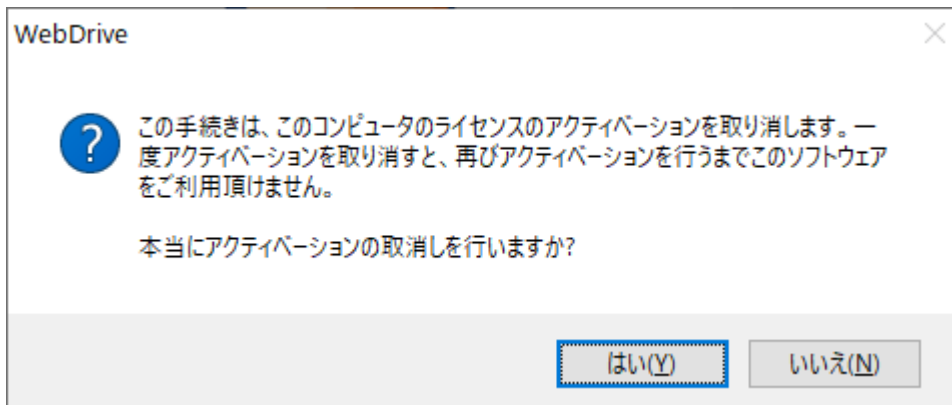 WebDrive
この手続きは、このコンピュータのライセンスのアクティベーションを取り消します。一
度アクティベーションを取り消すと、再びアクティベーションを行うまでこのソフトウェア
をご利用頂けません。
本当にアクティベーションの取消しを行いますか?
はい(Y)
いいえ(N)